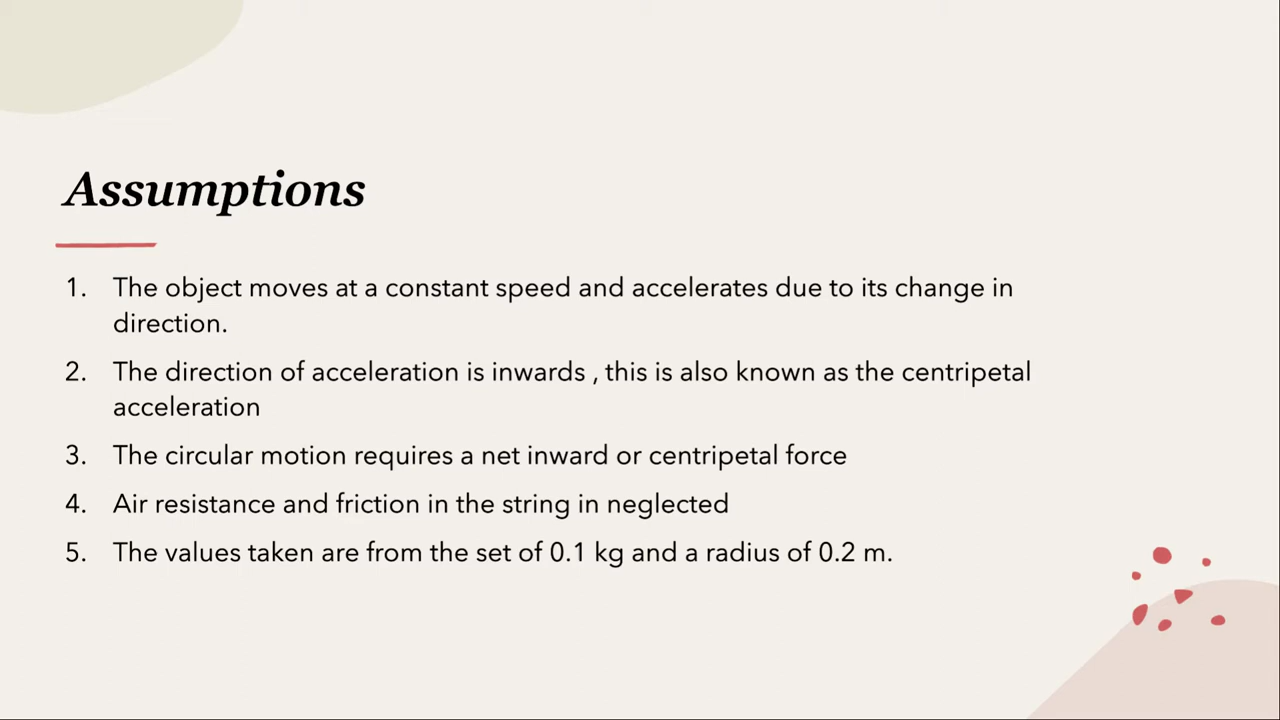 Assumptions
1. The object moves at a constant speed and accelerates due to its change in
direction.
2. The direction of acceleration is inwards , this is also known as the centripetal
acceleration
3. The circular motion requires a net inward or centripetal force
4. Air resistance and friction in the string in neglected
5. The values taken are from the set of 0.1 kg and a radius of 0.2 m.